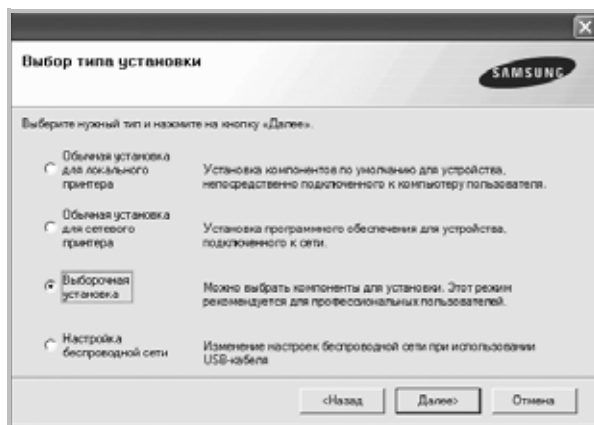 Выбор типа установки
SAMSUNG
Выберите нужный тип и нажмите на кнопку «Далее».
Обычная установка
для локального
принтера
Установка компонентов по умолчанию для устройства,
непосредственно подключенного к компьютеру пользователя.
Обычная установка
для сетевого
принтера
Установка программного обеспечения для устройства,
подключенного к сети.
Выборочная
установка
Можно выбрать компоненты для установки. Этот режим
рекомендуется для профессиональных пользователей.
Настройка
беспроводной сети
Изменение настроек беспроводной сети при использовании
USB-кабеля
<Назад
Далее>
Отмена